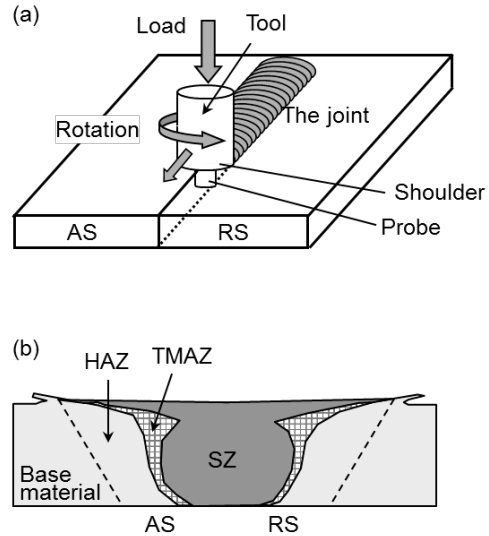 (a)
Load
Tool
Rotation
The joint
Shoulder
Probe
AS
RS
(b)
HAZ
TMAZ
SZ
Base
material
AS
RS